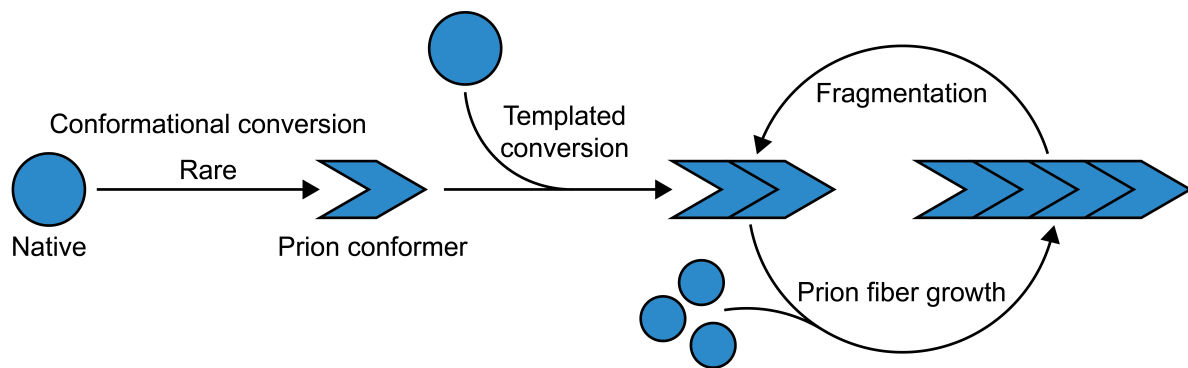 Conformational conversion
Rare
Native
Prion conformer
Templated
conversion
Fragmentation
Prion fiber growth